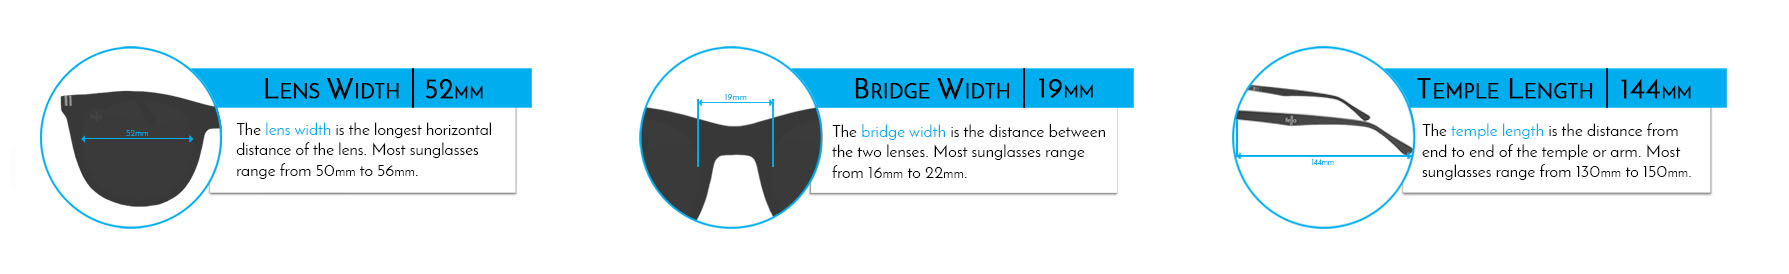 LENS WIDTH | 52MM
52mm
The lens width is the longest horizontal
distance of the lens. Most sunglasses
range from 50mm to 56mm.
BRIDGE WIDTH | 19MM
19mm
The bridge width is the distance between
the two lenses. Most sunglasses range
from 16mm to 22mm.
TEMPLE LENGTH | 144MM
144mm
The temple length is the distance from
end to end of the temple or arm. Most
sunglasses range from 130mm to 150mm.